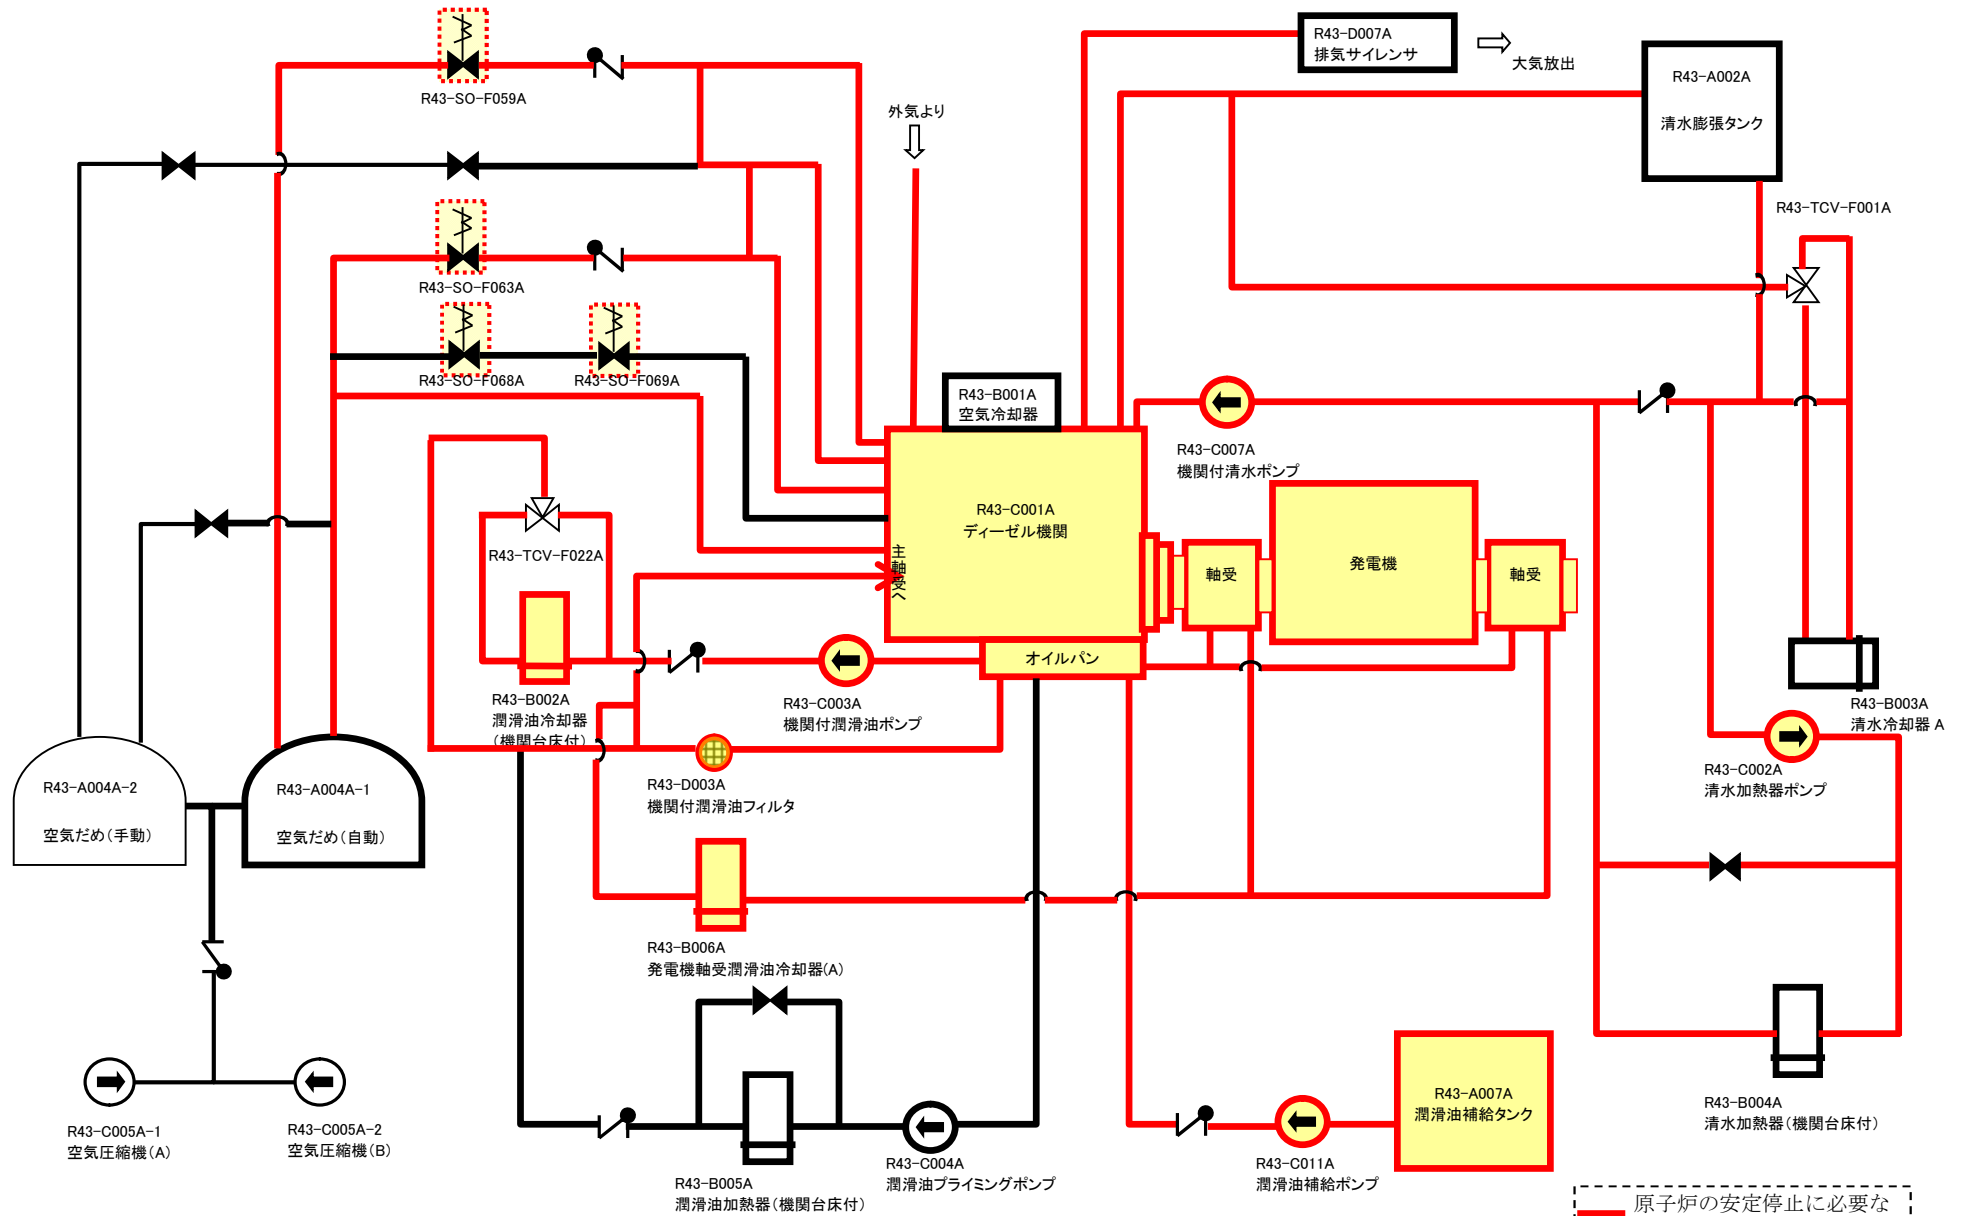 R43-D007A
排気サイレンサ
大気放出
R43-A002A
清水膨張タンク
R43-SO-F059A
外気より
R43-TCV-F001A
R43-SO-F063A
R43-SO-F068A
R43-SO-F069A
R43-B001A
空気冷却器
R43-C007A
機関付清水ポンプ
R43-C001A
ディーゼル機関
主軸受へ
R43-TCV-F022A
軸受
発電機
軸受
オイルパン
R43-B002A
潤滑油冷却器
(機関台床付)
R43-C003A
機関付潤滑油ポンプ
R43-B003A
清水冷却器 A
R43-C002A
清水加熱器ポンプ
R43-A004A-2
空気だめ(手動)
R43-A004A-1
空気だめ(自動)
R43-D003A
機関付潤滑油フィルタ
R43-B006A
発電機軸受潤滑油冷却器(A)
R43-C005A-1
空気圧縮機(A)
R43-C005A-2
空気圧縮機(B)
R43-B005A
潤滑油加熱器(機関台床付)
R43-C004A
潤滑油プライミングポンプ
R43-C011A
潤滑油補給ポンプ
R43-A007A
潤滑油補給タンク
R43-B004A
清水加熱器(機関台床付)
原子炉の安定停止に必要な